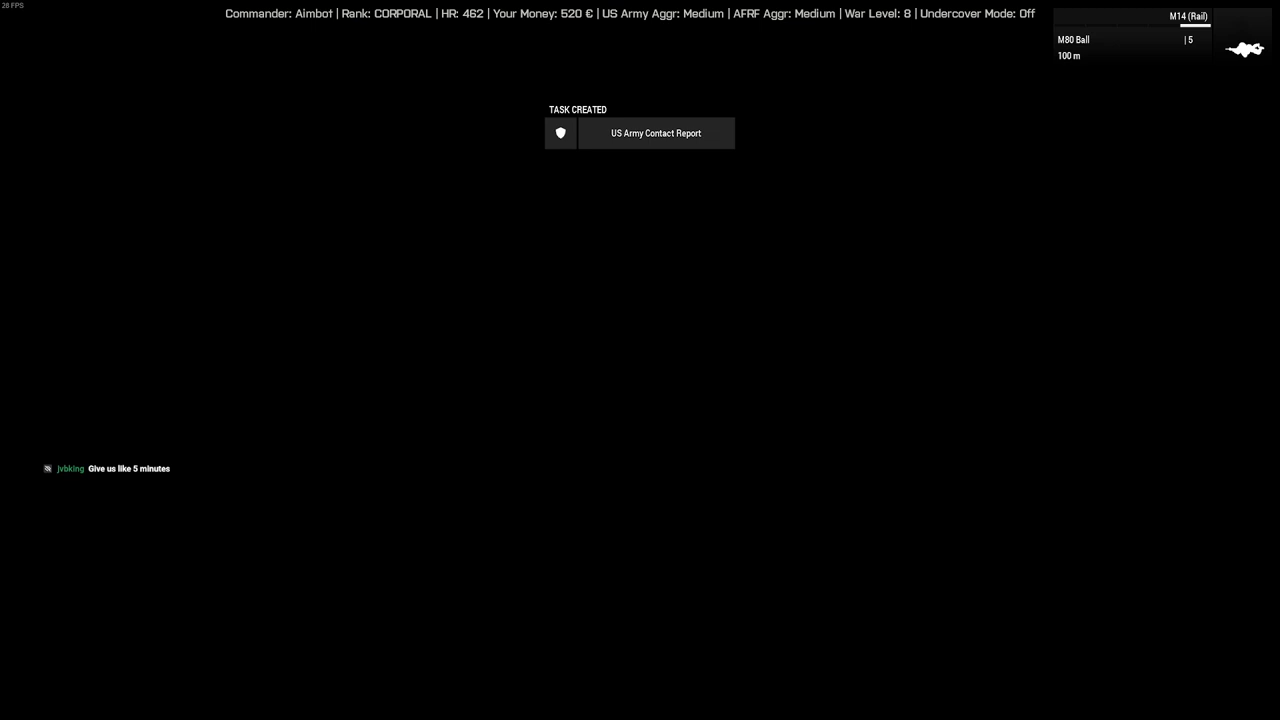 28 FPS
Commander: Aimbot | Rank: CORPORAL | HR: 462 | Your Money: 520 € | US Army Aggr: Medium | AFRF Aggr: Medium | War Level: 8 | Undercover Mode: Off
M14 (Rail)
M80 Ball | 5
100 m
TASK CREATED
US Army Contact Report
jvbking Give us like 5 minutes